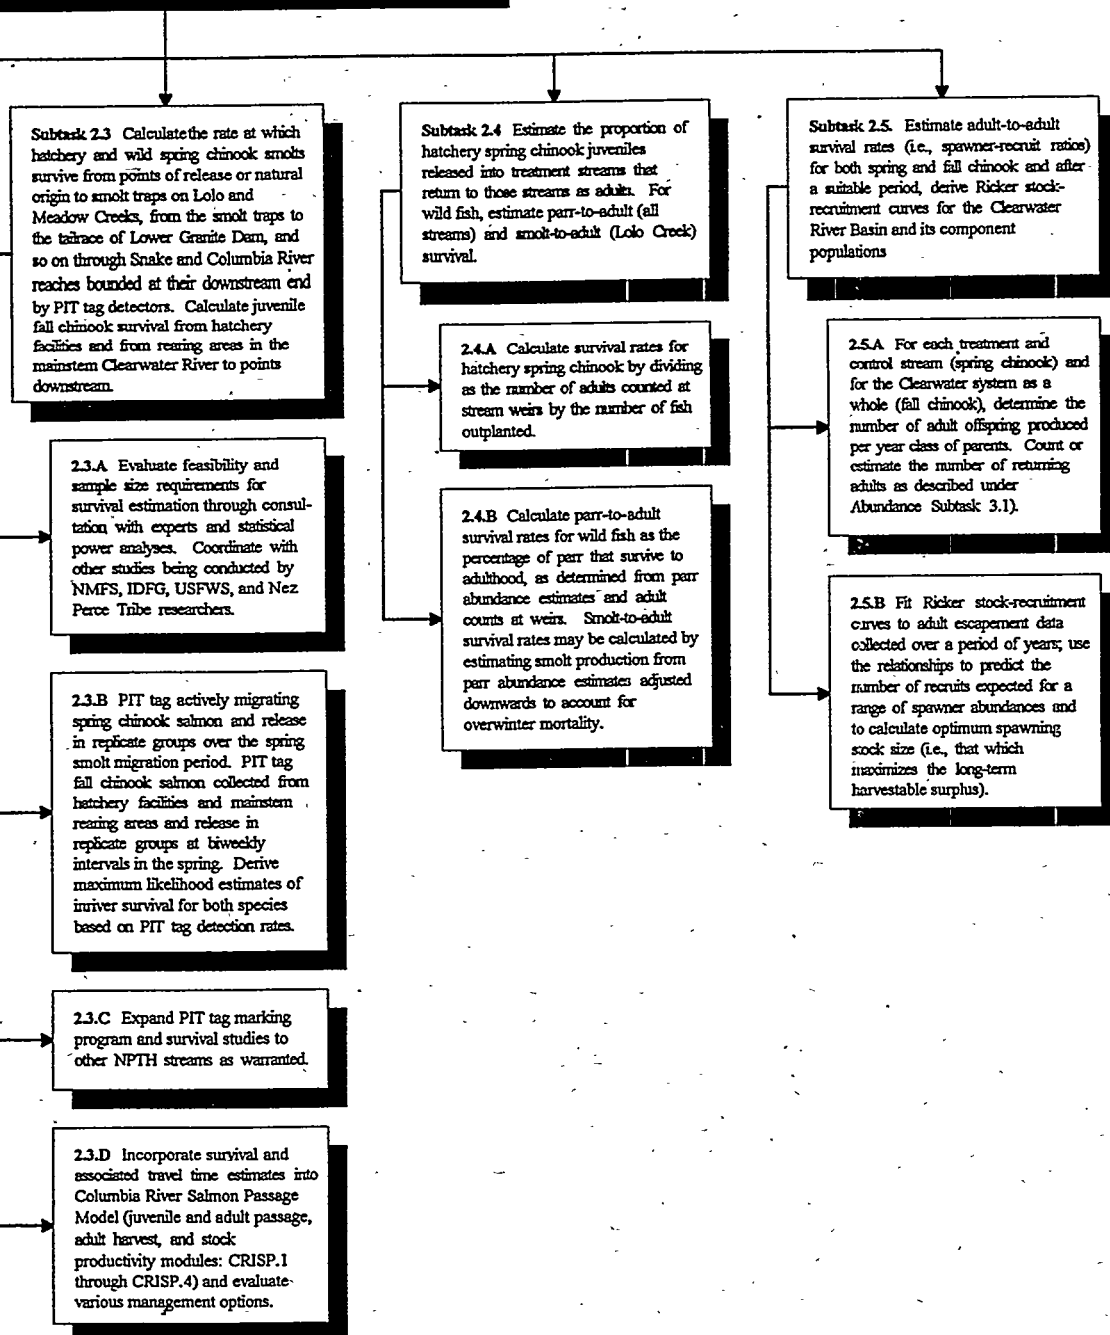 Subtask 2.3 Calculate the rate at which
hatchery and wild spring chinook smolts
survive from points of release or natural
origin to smolt traps on Lolo and
Meadow Creeks, from the smolt traps to
the tailrace of Lower Granite Dam, and
so on through Snake and Columbia River
reaches bounded at their downstream end
by PIT tag detectors. Calculate juvenile
fall chinook survival from hatchery
facilities and from rearing areas in the
mainstem Clearwater River to points
downstream.
2.3.A Evaluate feasibility and
sample size requirements for
survival estimation through consul-
tation with experts and statistical
power analyses. Coordinate with
other studies being conducted by
NMFS, IDFG, USFWS, and Nez
Perce Tribe researchers.
2.3.B PIT tag actively migrating
spring chinook salmon and release
in replicate groups over the spring
smolt migration period. PIT tag
fall chinook salmon collected from
hatchery facilities and mainstem
rearing areas and release in
replicate groups at biweekly
intervals in the spring. Derive
maximum likelihood estimates of
inriver survival for both species
based on PIT tag detection rates.
2.3.C Expand PIT tag marking
program and survival studies to
other NPTH streams as warranted.
2.3.D Incorporate survival and
associated travel time estimates into
Columbia River Salmon Passage
Model (juvenile and adult passage,
adult harvest, and stock
productivity modules: CRISP.1
through CRISP.4) and evaluate
various management options.
Subtask 2.4 Estimate the proportion of
hatchery spring chinook juveniles
released into treatment streams that
return to those streams as adults. For
wild fish, estimate parr-to-adult (all
streams) and smolt-to-adult (Lolo Creek)
survival.
2.4.A Calculate survival rates for
hatchery spring chinook by dividing
as the number of adults counted at
stream weirs by the number of fish
outplanted.
2.4.B Calculate parr-to-adult
survival rates for wild fish as the
percentage of parr that survive to
adulthood, as determined from parr
abundance estimates and adult
counts at weirs. Smolt-to-adult
survival rates may be calculated by
estimating smolt production from
parr abundance estimates adjusted
downwards to account for
overwinter mortality.
Subtask 2.5. Estimate adult-to-adult
survival rates (i.e., spawner-recruit ratios)
for both spring and fall chinook and after
a suitable period, derive Ricker stock-
recruitment curves for the Clearwater
River Basin and its component
populations
2.5.A For each treatment and
control stream (spring chinook) and
for the Clearwater system as a
whole (fall chinook), determine the
number of adult offspring produced
per year class of parents. Count or
estimate the number of returning
adults as described under
Abundance Subtask 3.1).
2.5.B Fit Ricker stock-recruitment
curves to adult escapement data
collected over a period of years; use
the relationships to predict the
number of recruits expected for a
range of spawner abundances and
to calculate optimum spawning
stock size (i.e., that which
maximizes the long-term
harvestable surplus).